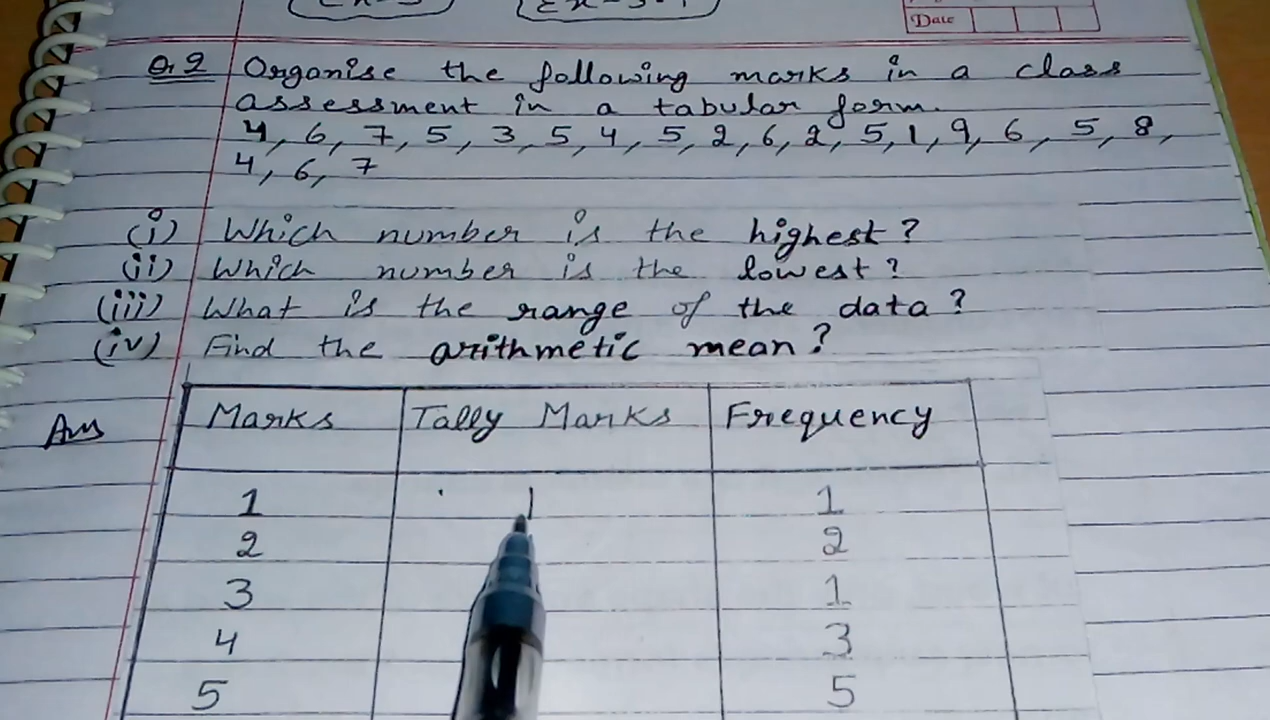 Date
Q.2 Organise the following marks in a class
assessment in a tabular form.
4, 6, 7, 5, 3, 5, 4, 5, 2, 6, 2, 5, 1, 9, 6, 5, 8,
4, 6, 7
(i) Which number is the highest?
(ii) Which number is the lowest?
(iii) What is the range of the data?
(iv) Find the arithmetic mean?
Ans
Marks Tally Marks Frequency
1 | 1
2 2
3 1
4 3
5 5